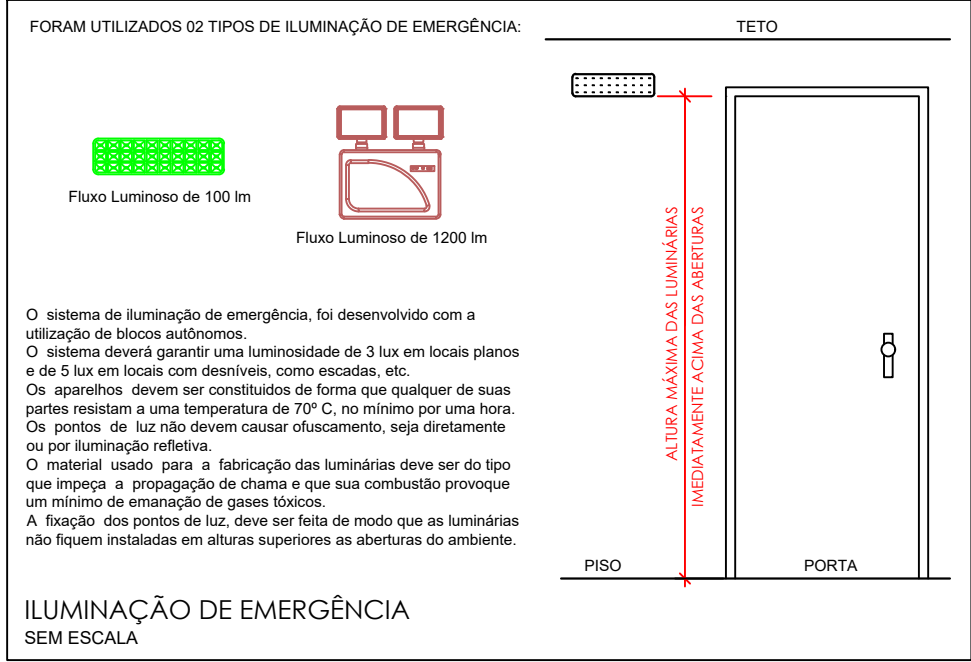 FORAM UTILIZADOS 02 TIPOS DE ILUMINAÇÃO DE EMERGÊNCIA:
Fluxo Luminoso de 100 lm
Fluxo Luminoso de 1200 lm
O sistema de iluminação de emergência, foi desenvolvido com a
utilização de blocos autônomos.
O sistema deverá garantir uma luminosidade de 3 lux em locais planos
e de 5 lux em locais com desníveis, como escadas, etc.
Os aparelhos devem ser constituidos de forma que qualquer de suas
partes resistam a uma temperatura de 70º C, no mínimo por uma hora.
Os pontos de luz não devem causar ofuscamento, seja diretamente
ou por iluminação refletiva.
O material usado para a fabricação das luminárias deve ser do tipo
que impeça a propagação de chama e que sua combustão provoque
um mínimo de emanação de gases tóxicos.
A fixação dos pontos de luz, deve ser feita de modo que as luminárias
não fiquem instaladas em alturas superiores as aberturas do ambiente.
ILUMINAÇÃO DE EMERGÊNCIA
SEM ESCALA
TETO
ALTURA MÁXIMA DAS LUMINÁRIAS
IMEDIATAMENTE ACIMA DAS ABERTURAS
PISO
PORTA